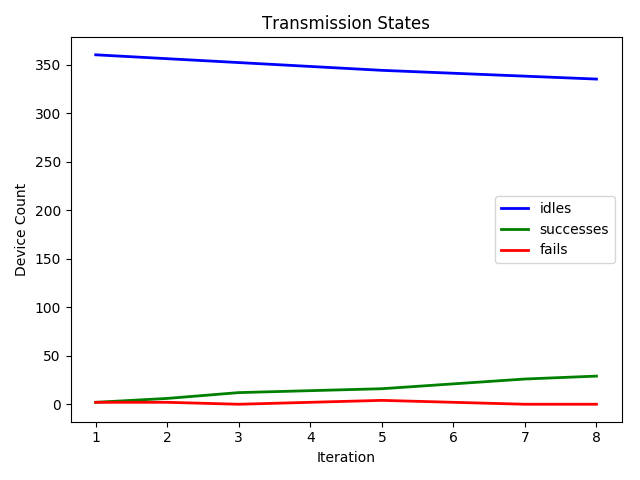 Transmission States
Device Count
350
300
250
200
150
100
50
0
idles
successes
fails
1 2 3 4 5 6 7 8
Iteration